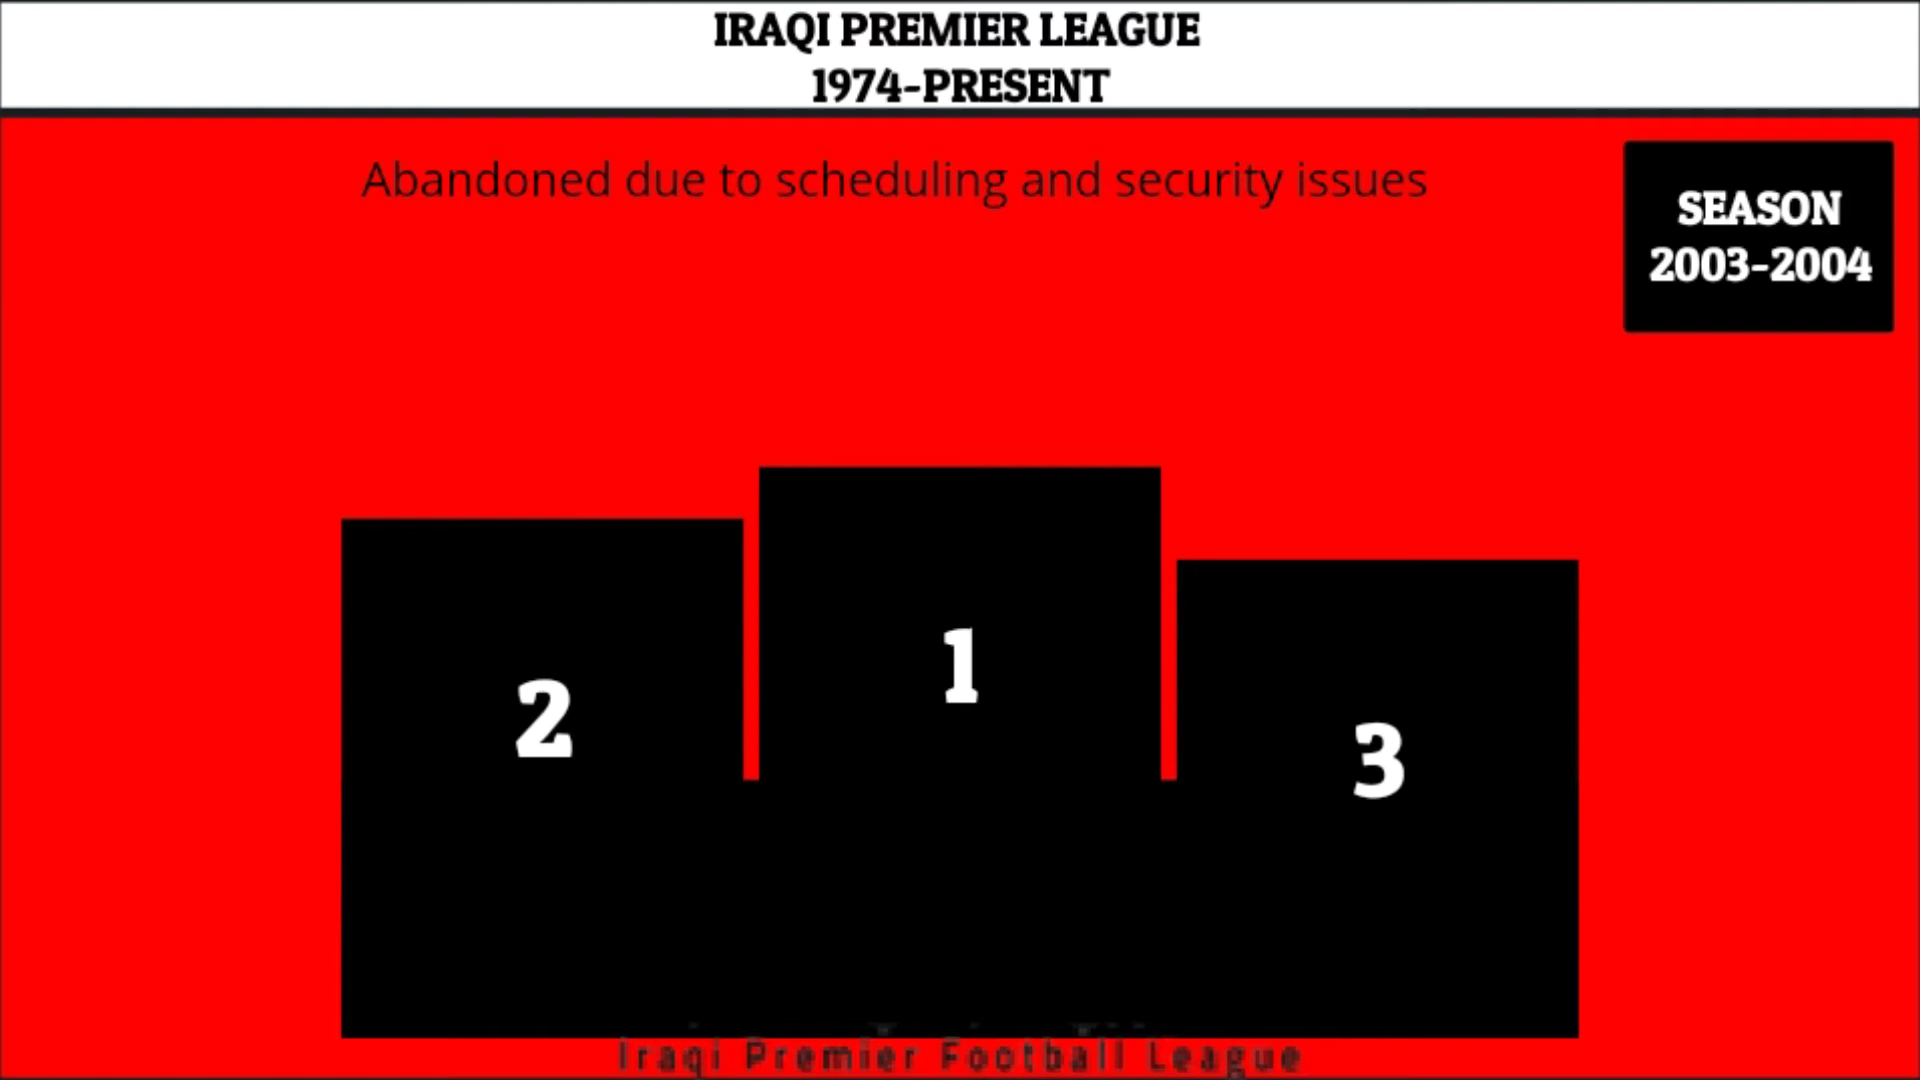 IRAQI PREMIER LEAGUE
1974-PRESENT
Abandoned due to scheduling and security issues
SEASON
2003-2004
1
2
3
Iraqi Premier Football League